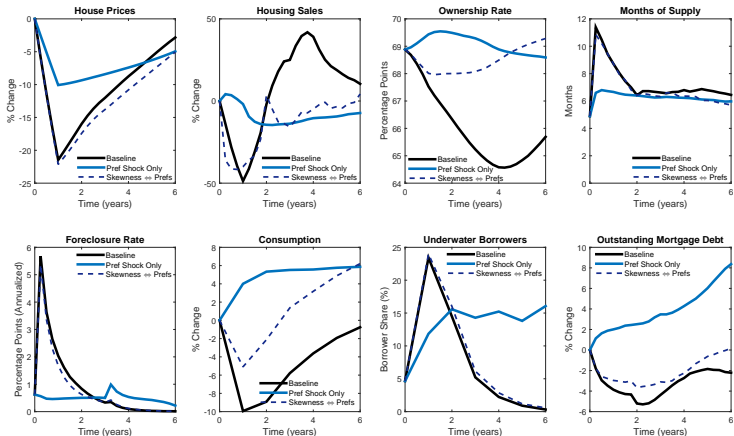 House Prices
% Change
0
-5
-10
-15
-20
-25
0 2 4 6
Time (years)
Baseline
Pref Shock Only
Skewness ⇔ Prefs
Housing Sales
% Change
50
0
-50
0 2 4 6
Time (years)
Baseline
Pref Shock Only
Skewness ⇔ Prefs
Ownership Rate
Percentage Points
70
69
68
67
66
65
64
0 2 4 6
Time (years)
Baseline
Pref Shock Only
Skewness ⇔ Prefs
Months of Supply
Months
12
10
8
6
4
2
0
0 2 4 6
Time (years)
Baseline
Pref Shock Only
Skewness ⇔ Prefs
Foreclosure Rate
Percentage Points (Annualized)
6
5
4
3
2
1
0
0 2 4 6
Time (years)
Baseline
Pref Shock Only
Skewness ⇔ Prefs
Consumption
% Change
8
6
4
2
0
-2
-4
-6
-8
-10
0 2 4 6
Time (years)
Baseline
Pref Shock Only
Skewness ⇔ Prefs
Underwater Borrowers
Borrower Share (%)
25
20
15
10
5
0
0 2 4 6
Time (years)
Baseline
Pref Shock Only
Skewness ⇔ Prefs
Outstanding Mortgage Debt
% Change
10
8
6
4
2
0
-2
-4
-6
0 2 4 6
Time (years)
Baseline
Pref Shock Only
Skewness ⇔ Prefs